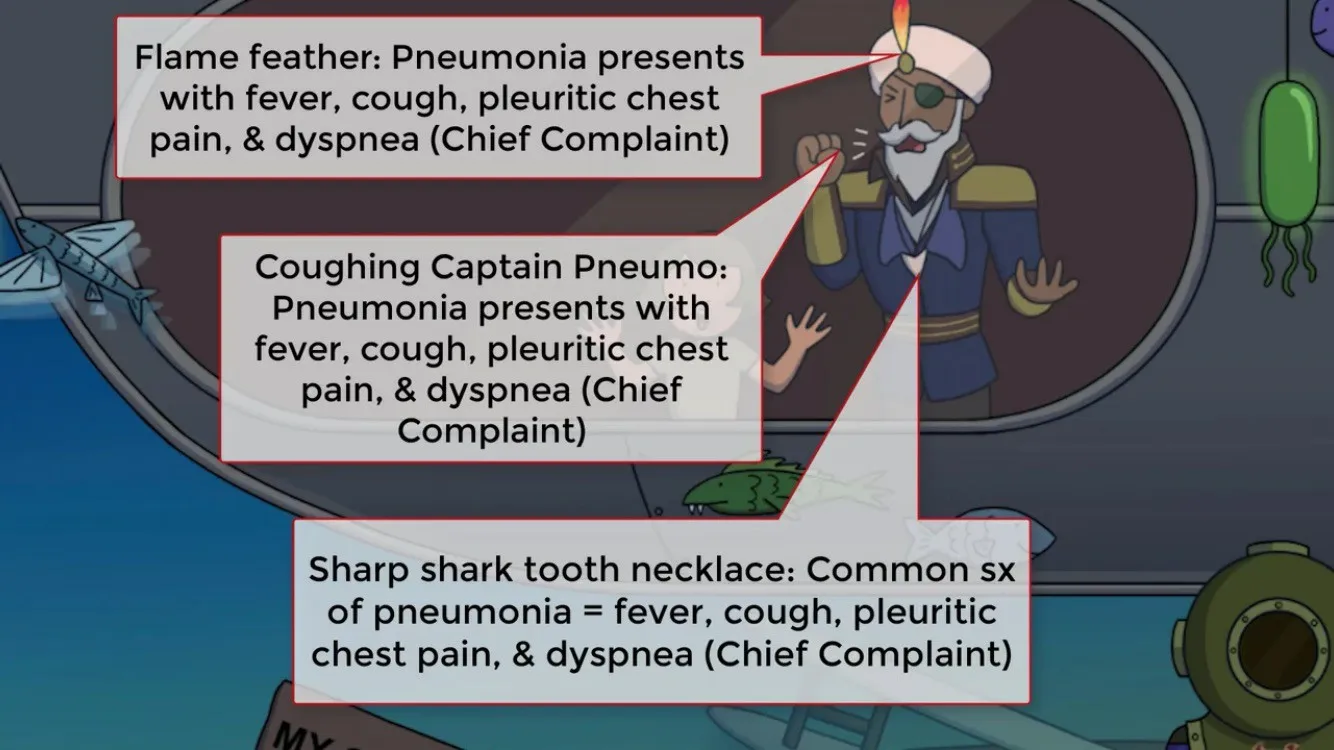 Flame feather: Pneumonia presents
with fever, cough, pleuritic chest
pain, & dyspnea (Chief Complaint)
Coughing Captain Pneumo:
Pneumonia presents with
fever, cough, pleuritic chest
pain, & dyspnea (Chief
Complaint)
Sharp shark tooth necklace: Common sx
of pneumonia = fever, cough, pleuritic
chest pain, & dyspnea (Chief Complaint)
MY